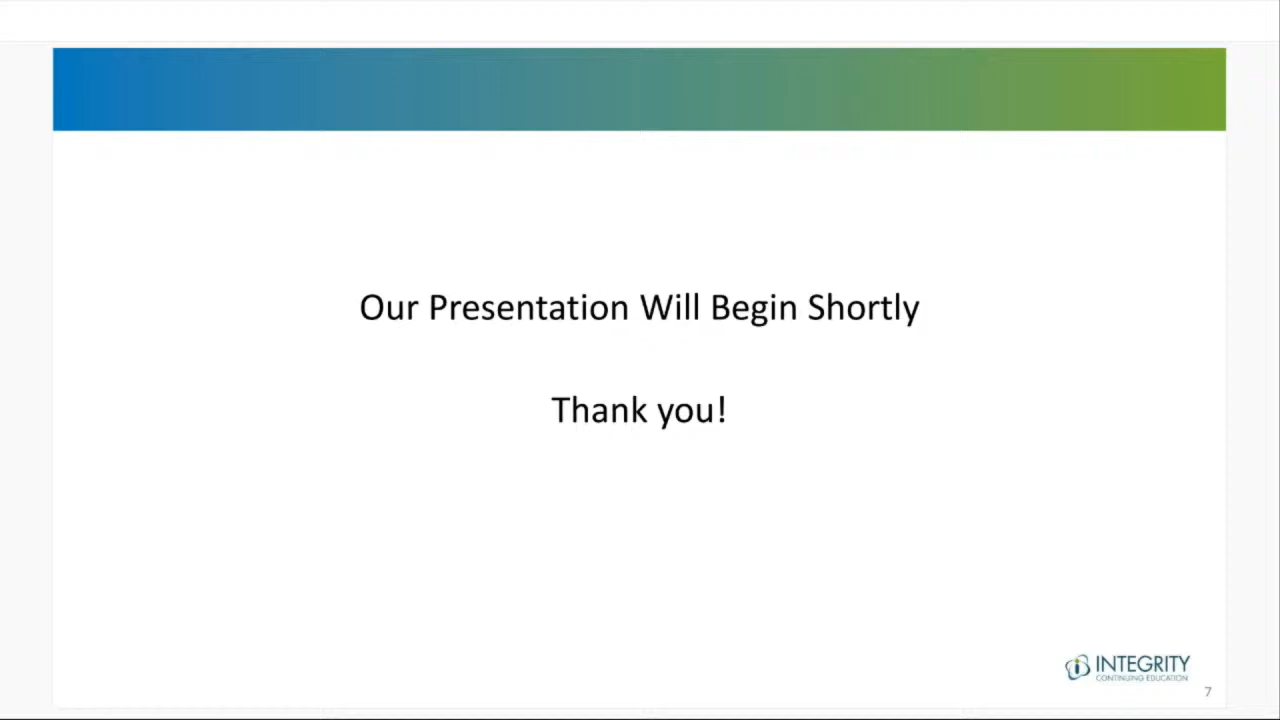 Our Presentation Will Begin Shortly
Thank you!
INTEGRITY
CONTINUING EDUCATION
7